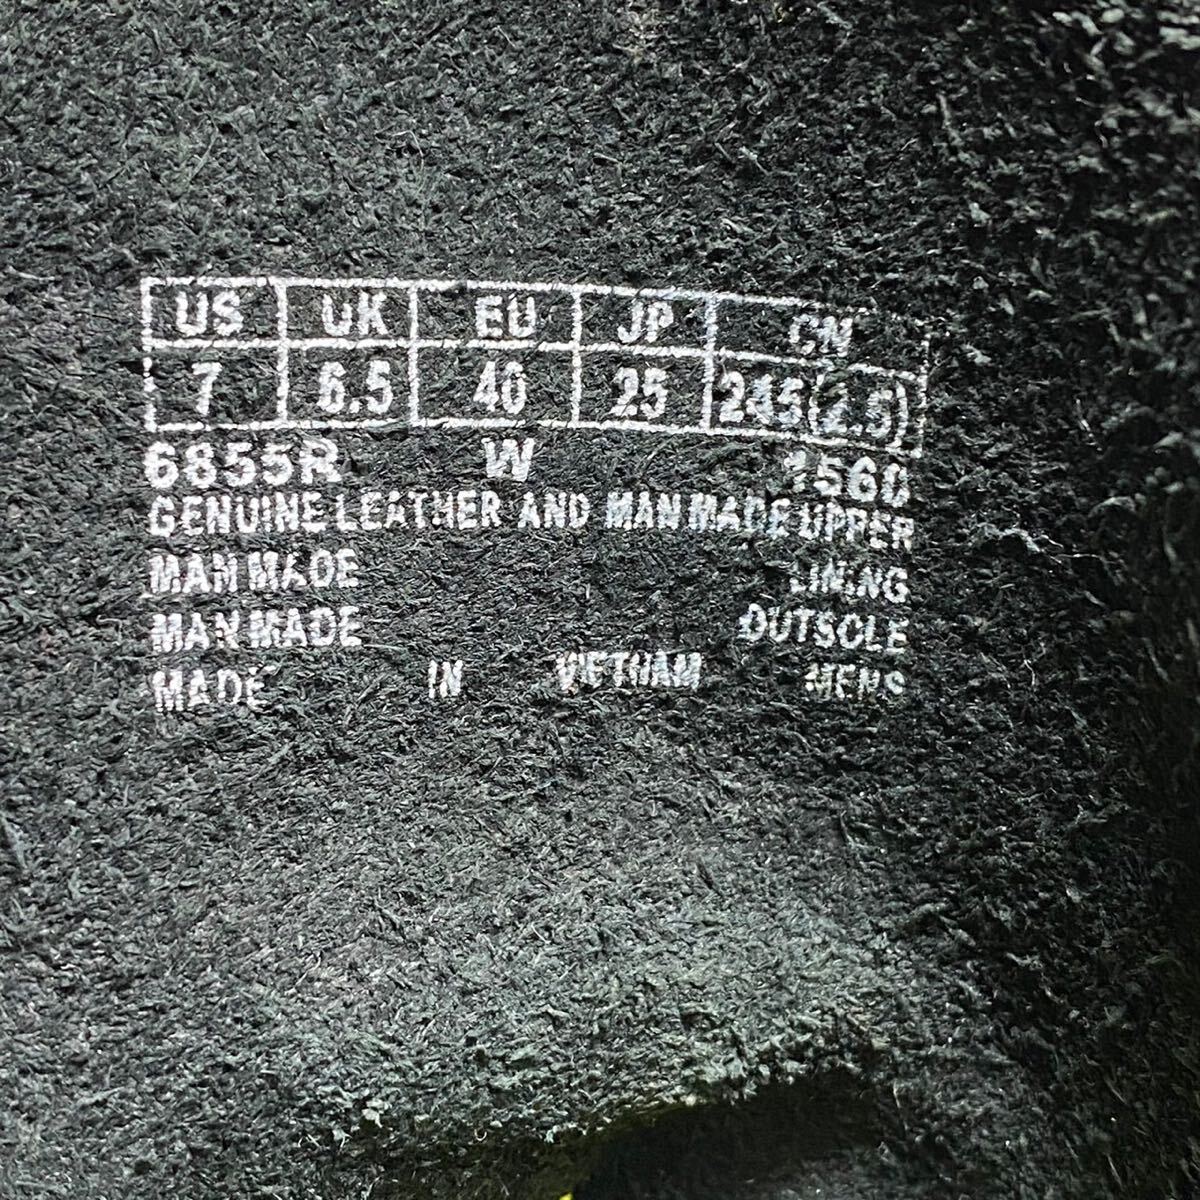 US UK EU JP CN
7 6.5 40 25 245(2.5)
6855R W 1560
GENUINE LEATHER AND MAN MADE UPPER
MAN MADE LINING
MAN MADE OUTSOLE
MADE IN VIETNAM MENS